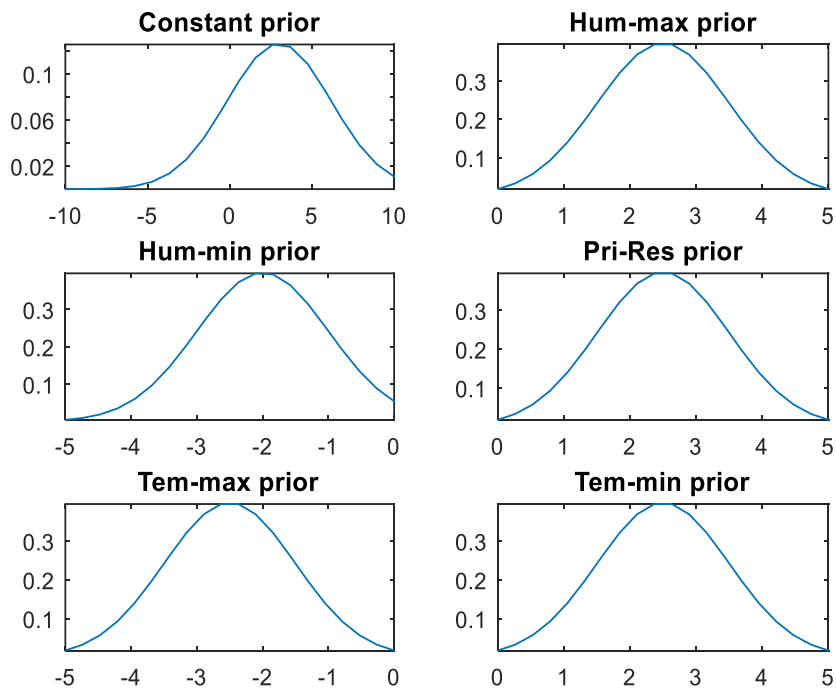 Constant prior
0.1
0.06
0.02
-10 -5 0 5 10
Hum-max prior
0.3
0.2
0.1
0 1 2 3 4 5
Hum-min prior
0.3
0.2
0.1
-5 -4 -3 -2 -1 0
Pri-Res prior
0.3
0.2
0.1
0 1 2 3 4 5
Tem-max prior
0.3
0.2
0.1
-5 -4 -3 -2 -1 0
Tem-min prior
0.3
0.2
0.1
0 1 2 3 4 5